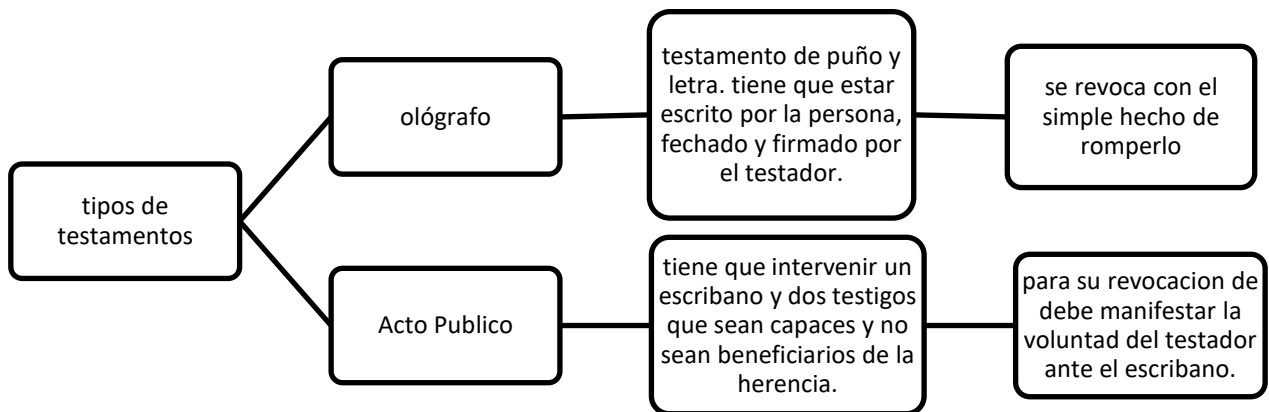 tipos de
testamentos
ológrafo
testamento de puño y
letra. tiene que estar
escrito por la persona,
fechado y firmado por
el testador.
se revoca con el
simple hecho de
romperlo
Acto Publico
tiene que intervenir un
escribano y dos testigos
que sean capaces y no
sean beneficiarios de la
herencia.
para su revocacion de
debe manifestar la
voluntad del testador
ante el escribano.